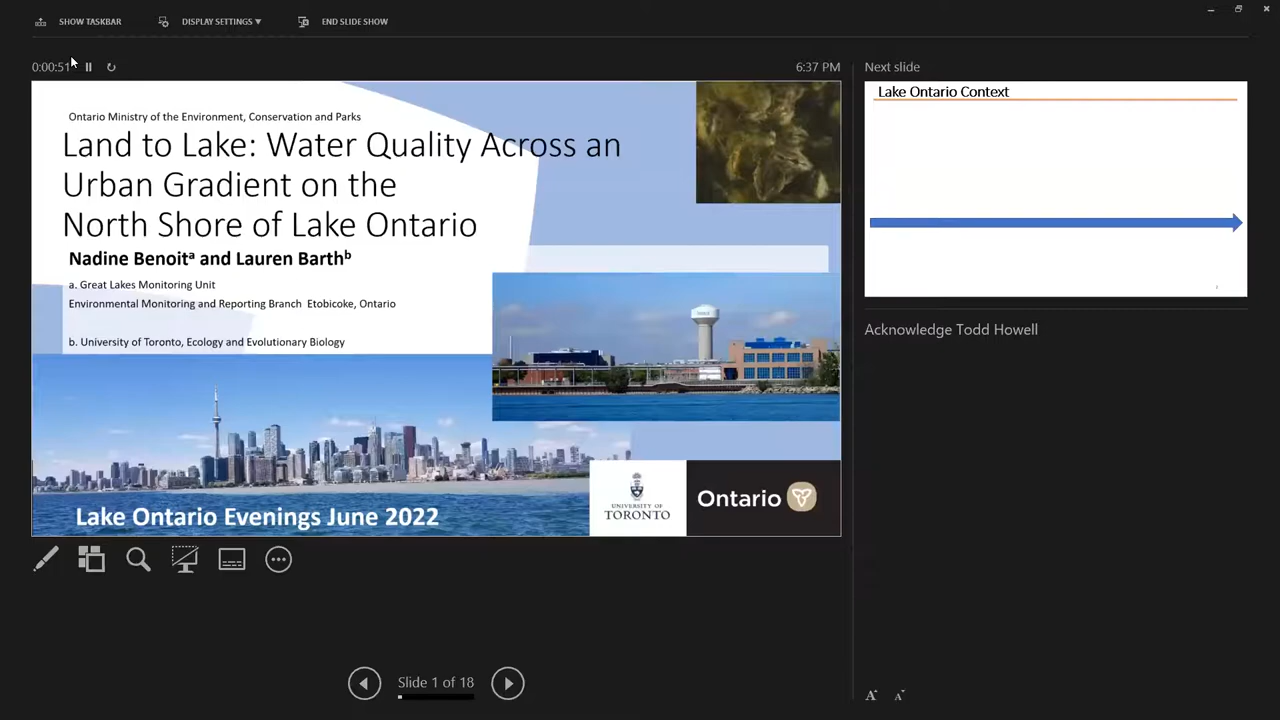 SHOW TASKBAR
DISPLAY SETTINGS ▼
END SLIDE SHOW
0:00:51
6:37 PM
Next slide
Ontario Ministry of the Environment, Conservation and Parks
Land to Lake: Water Quality Across an
Urban Gradient on the
North Shore of Lake Ontario
Nadine Benoitᵃ and Lauren Barthᵇ
a. Great Lakes Monitoring Unit
Environmental Monitoring and Reporting Branch Etobicoke, Ontario
b. University of Toronto, Ecology and Evolutionary Biology
Lake Ontario Evenings June 2022
UNIVERSITY OF
TORONTO
Ontario
Lake Ontario Context
Acknowledge Todd Howell
Slide 1 of 18
A
A